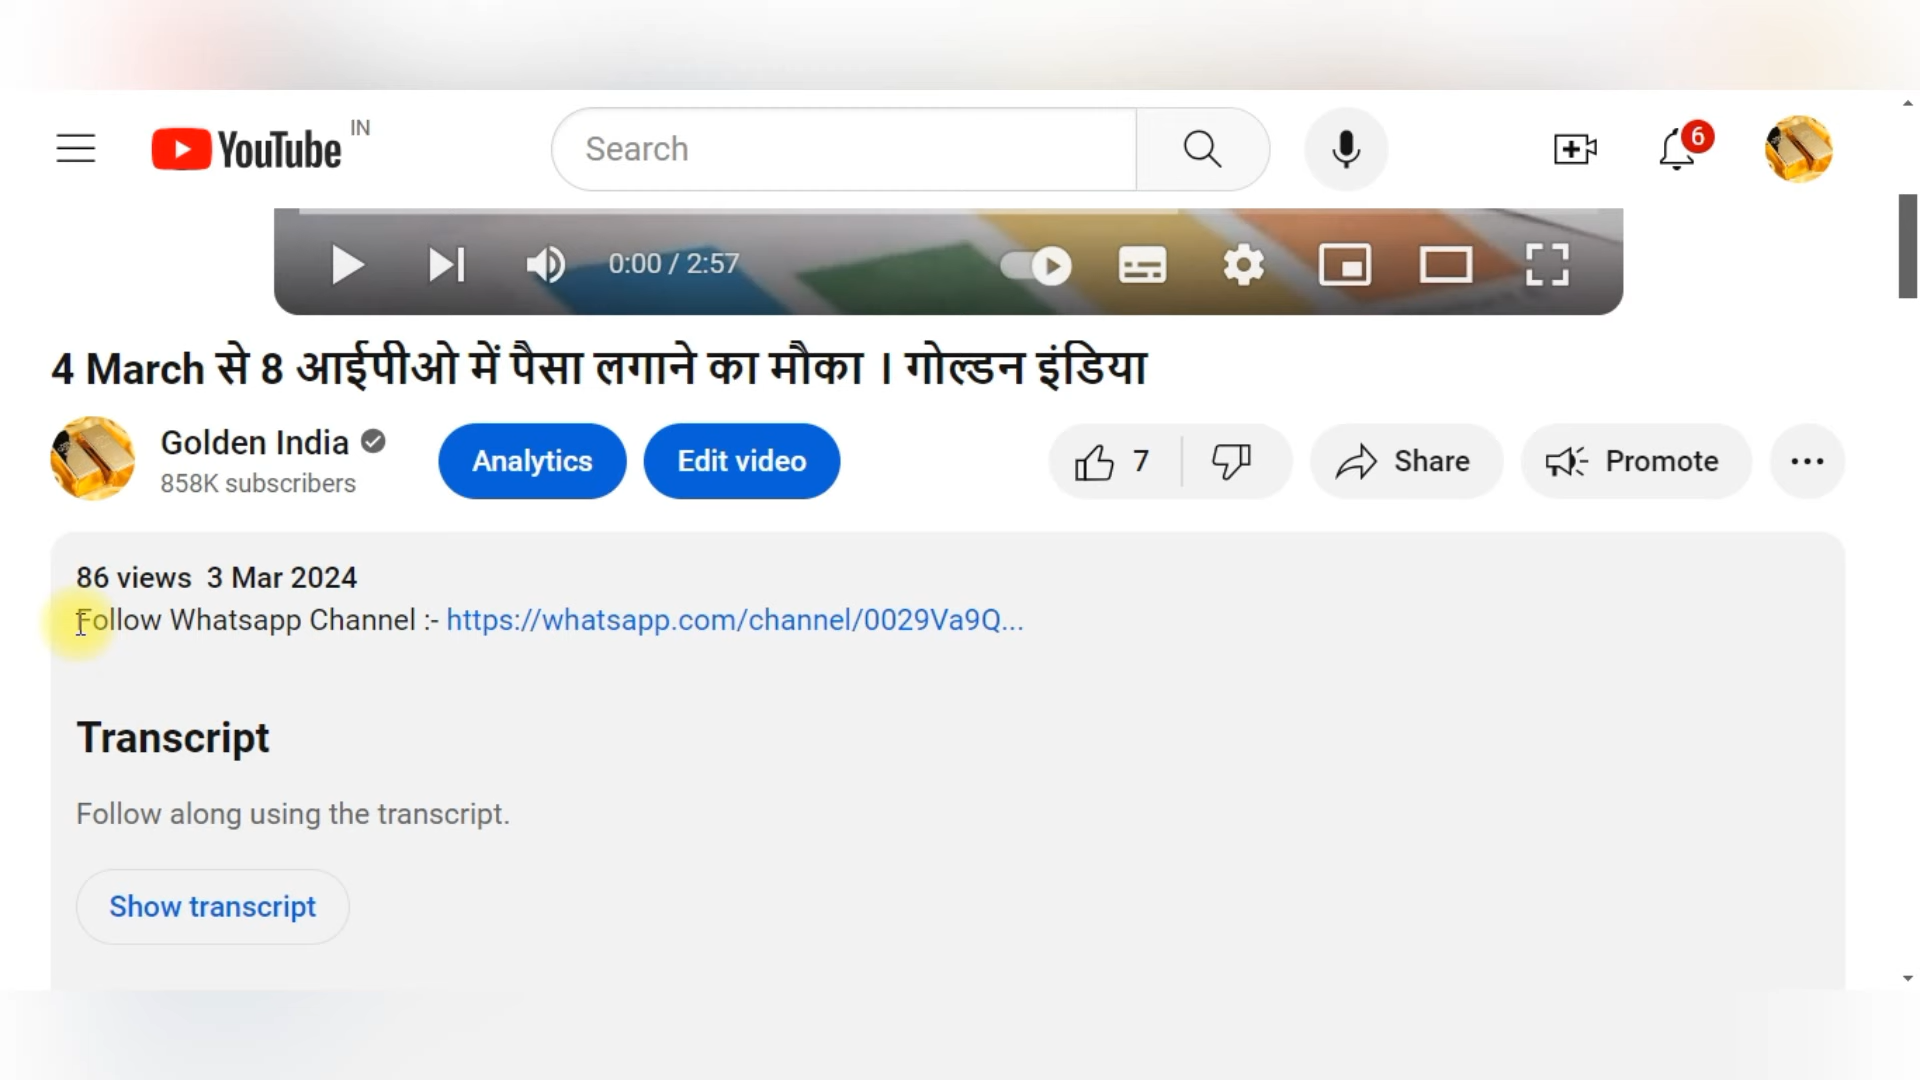 YouTube IN
Search
6
0:00 / 2:57
4 March से 8 आईपीओ में पैसा लगाने का मौका । गोल्डन इंडिया
Golden India
858K subscribers
Analytics
Edit video
7
Share
Promote
86 views 3 Mar 2024
Follow Whatsapp Channel :- https://whatsapp.com/channel/0029Va9Q...
Transcript
Follow along using the transcript.
Show transcript